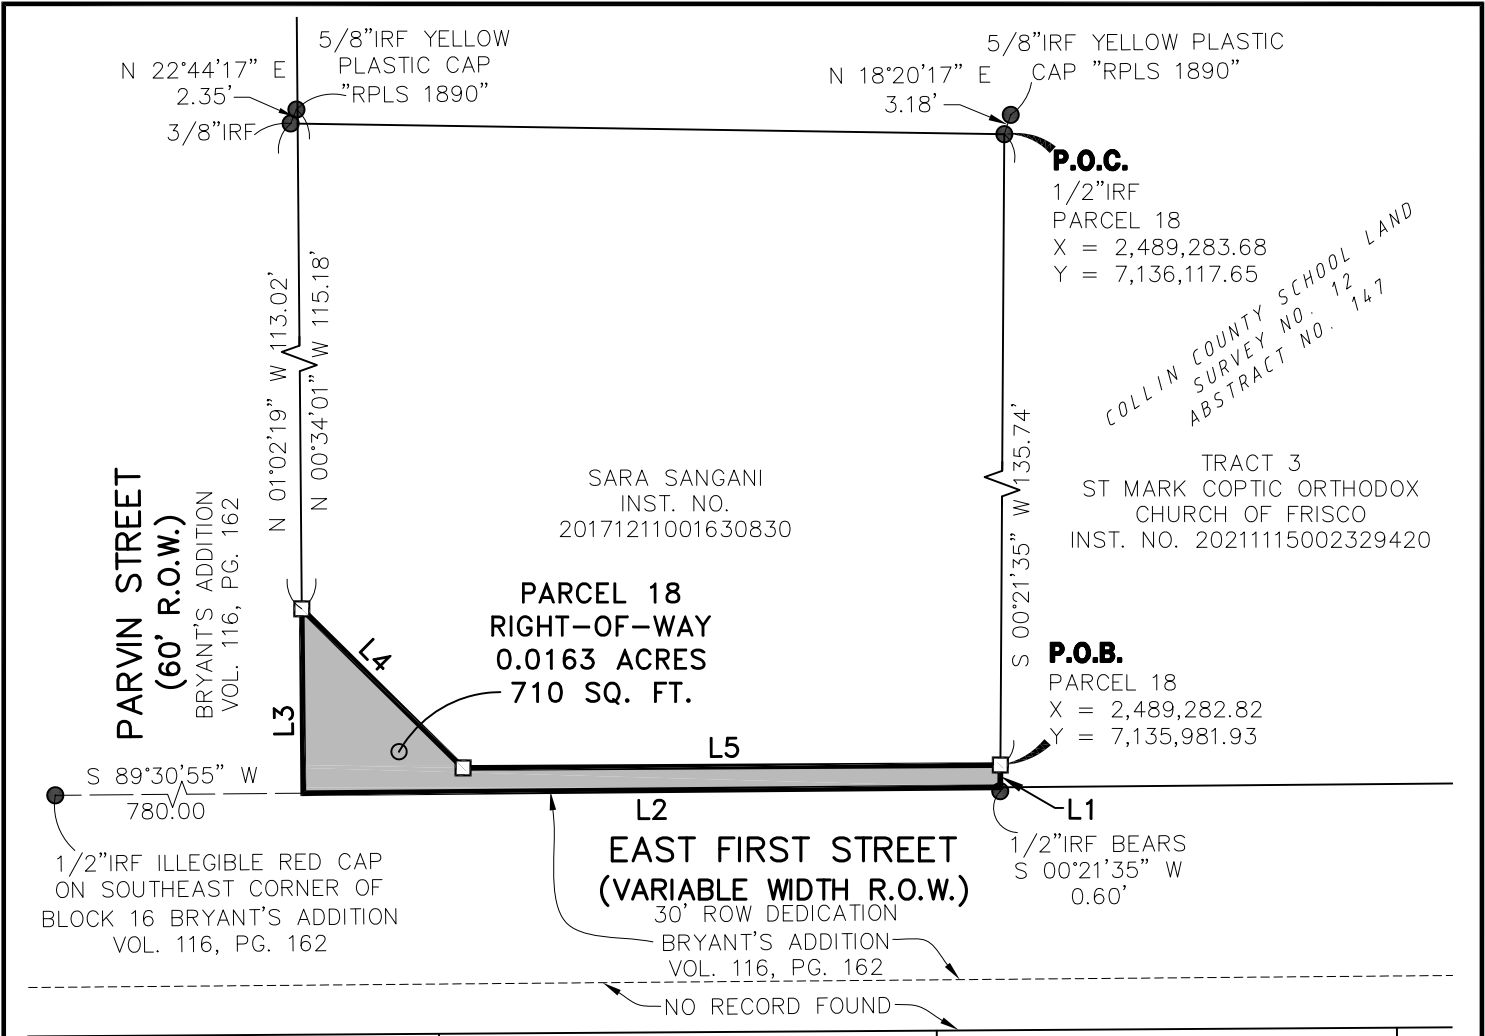 N 22°44'17" E
2.35'
3/8"IRF
5/8"IRF YELLOW
PLASTIC CAP
"RPLS 1890"
N 18°20'17" E
3.18'
5/8"IRF YELLOW PLASTIC
CAP "RPLS 1890"
P.O.C.
1/2"IRF
PARCEL 18
X = 2,489,283.68
Y = 7,136,117.65
COLLIN COUNTY SCHOOL LAND
SURVEY NO. 12
ABSTRACT NO. 147
N 01°02'19" W 113.02'
N 00°34'01" W 115.18'
S 00°21'35" W 135.74'
TRACT 3
ST MARK COPTIC ORTHODOX
CHURCH OF FRISCO
INST. NO. 20211115002329420
SARA SANGANI
INST. NO.
20171211001630830
PARVIN STREET
(60' R.O.W.)
BRYANT'S ADDITION
VOL. 116, PG. 162
PARCEL 18
RIGHT-OF-WAY
0.0163 ACRES
710 SQ. FT.
P.O.B.
PARCEL 18
X = 2,489,282.82
Y = 7,135,981.93
L4
L3
L5
L2
L1
S 89°30'55" W
780.00
1/2"IRF ILLEGIBLE RED CAP
ON SOUTHEAST CORNER OF
BLOCK 16 BRYANT'S ADDITION
VOL. 116, PG. 162
EAST FIRST STREET
(VARIABLE WIDTH R.O.W.)
30' ROW DEDICATION
BRYANT'S ADDITION
VOL. 116, PG. 162
1/2"IRF BEARS
S 00°21'35" W
0.60'
NO RECORD FOUND